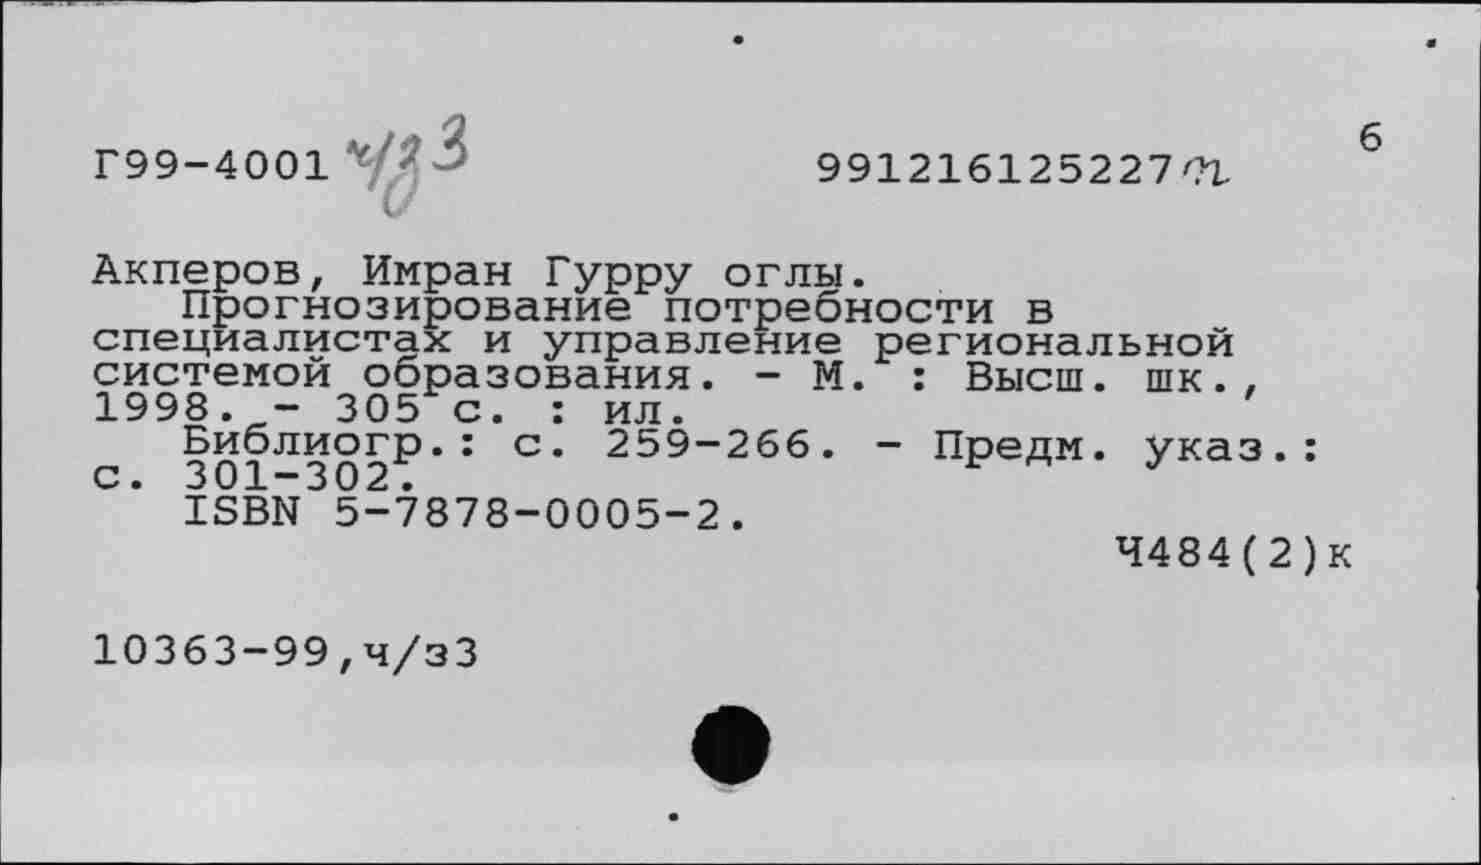 Г99-4001 ч/з3 991216125227 6
Акперов, Имран Гурру оглы.
Прогнозирование потребности в
специалистах и управление региональной
системой образования. - М. : Высш. шк.,
1998. - 305 с. : ил.
Библиогр.: с. 259-266. - Предм. указ.:
с. 301-302.
ISBN 5-7878-0005-2.
Ч484(2)к
10363-99,ч/з3